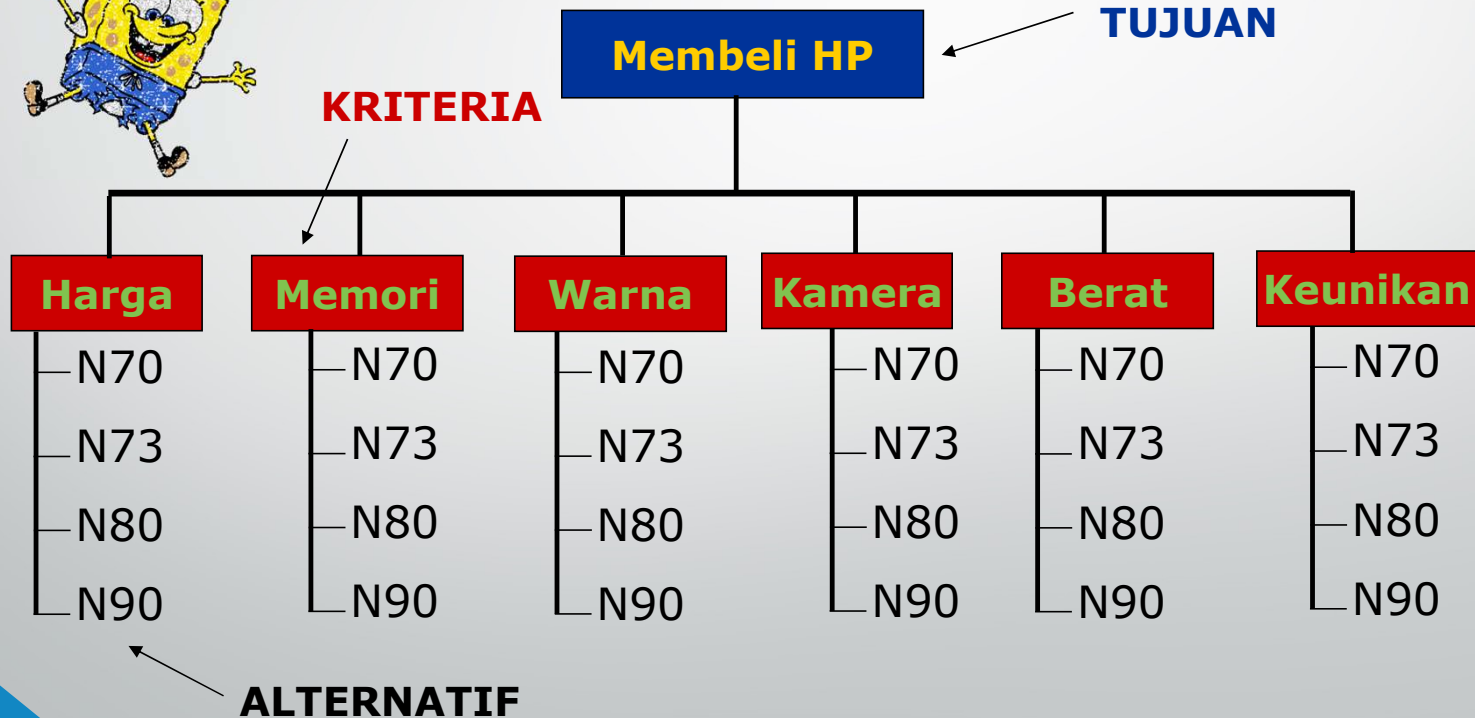 TUJUAN
Membeli HP
KRITERIA
Harga Memori Warna Kamera Berat Keunikan
N70 N70 N70 N70 N70 N70
N73 N73 N73 N73 N73 N73
N80 N80 N80 N80 N80 N80
N90 N90 N90 N90 N90 N90
ALTERNATIF